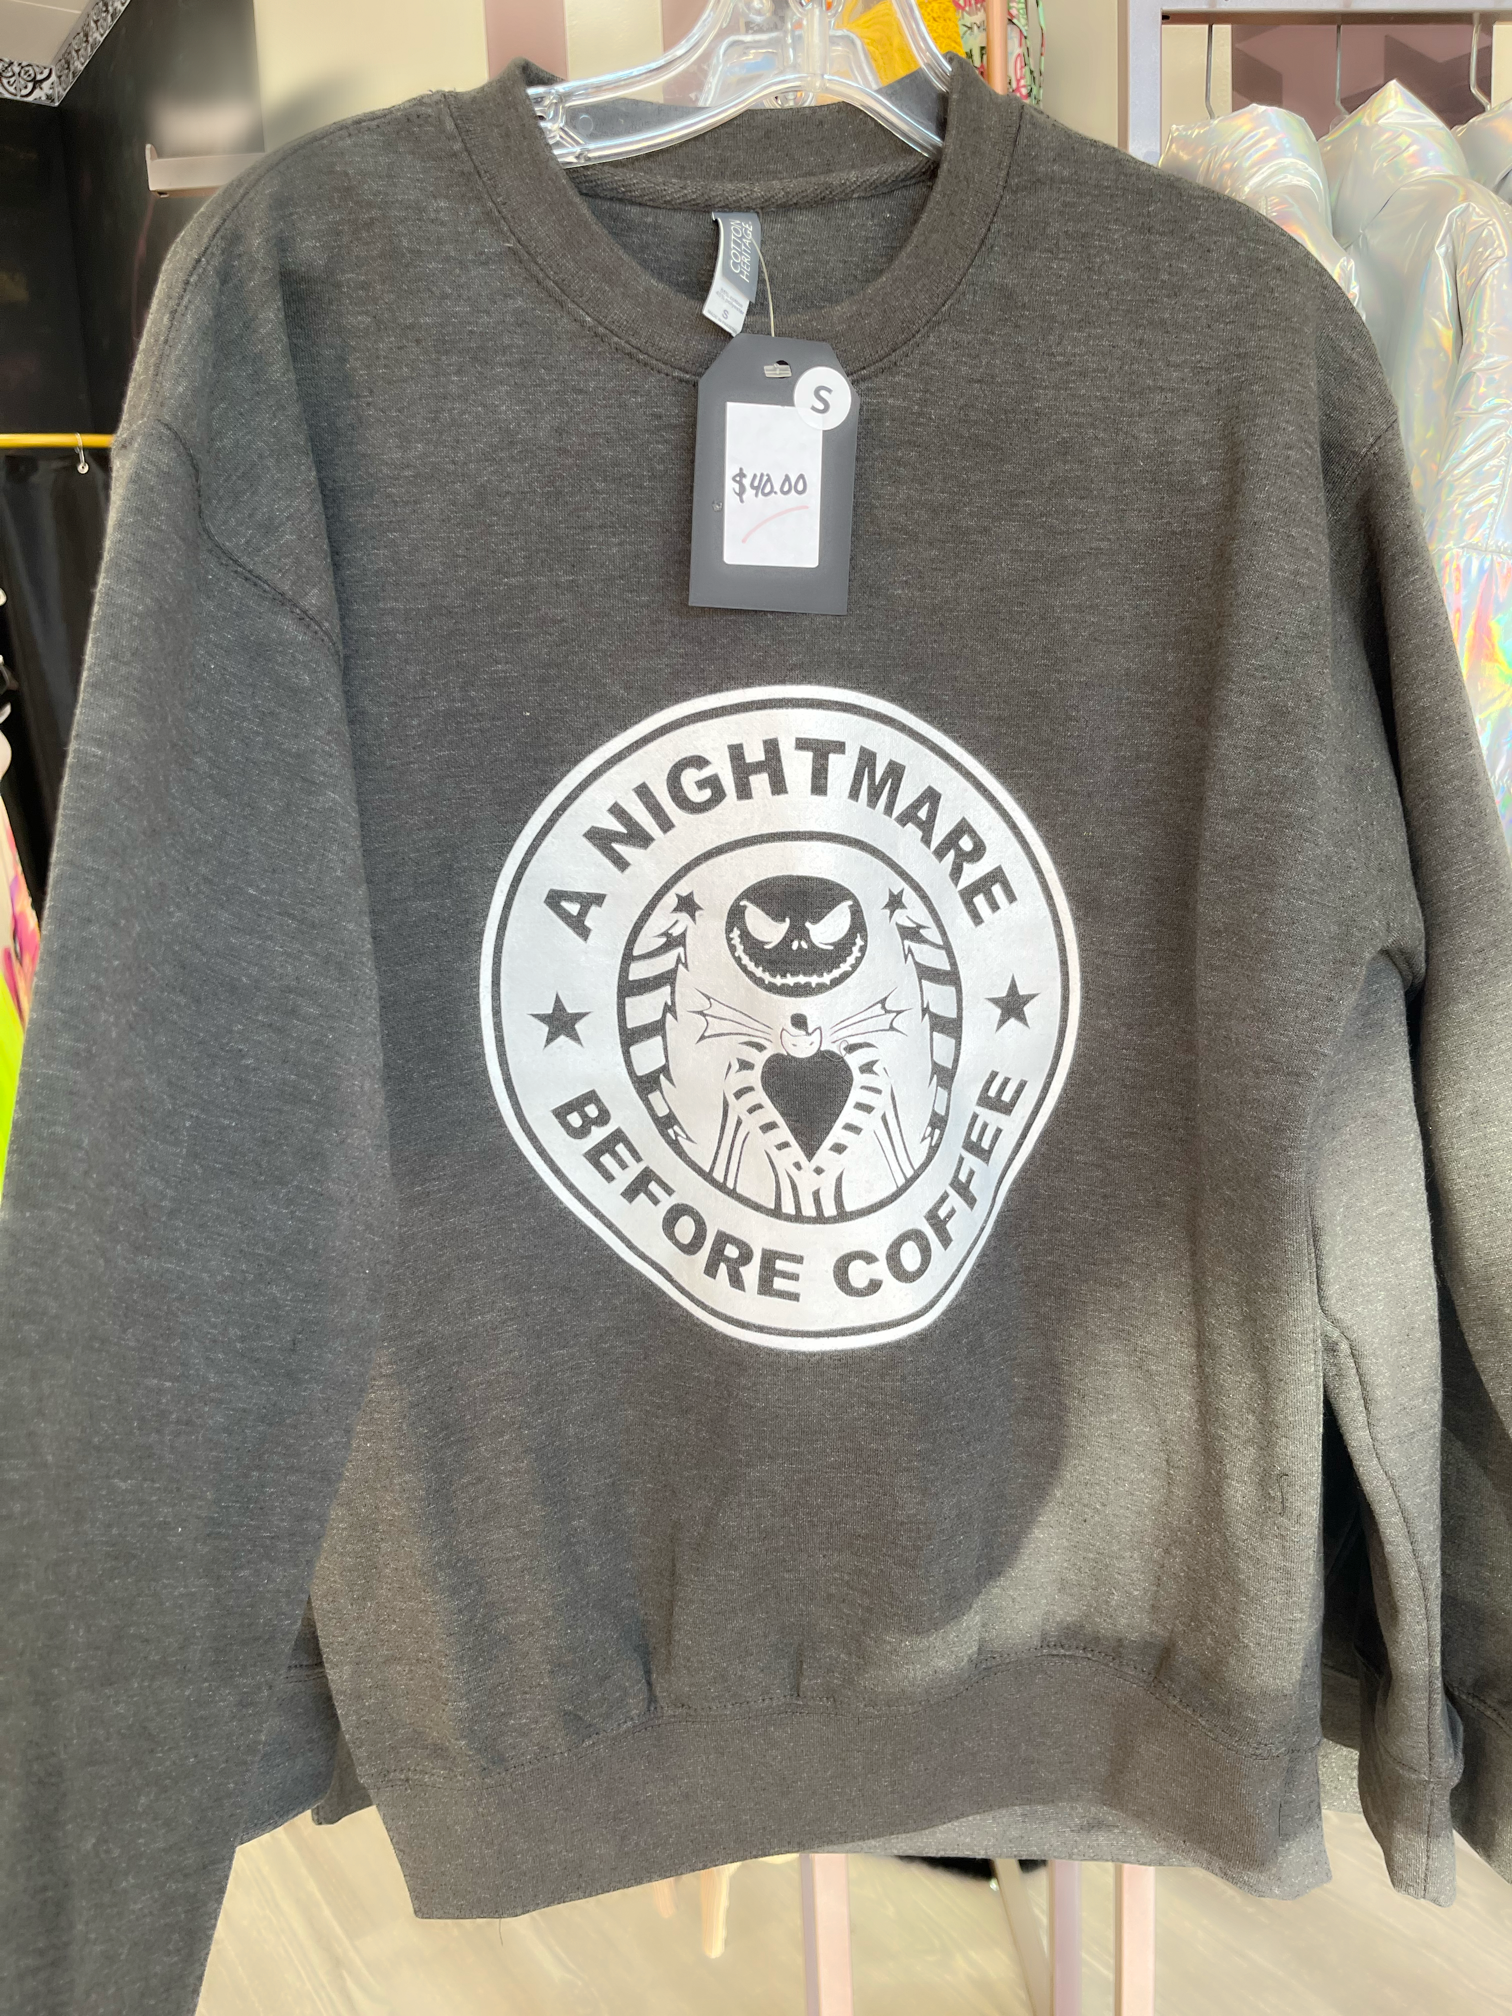 COTTON
HERITAGE
S
S
$40.00
A NIGHTMARE
BEFORE COFFEE